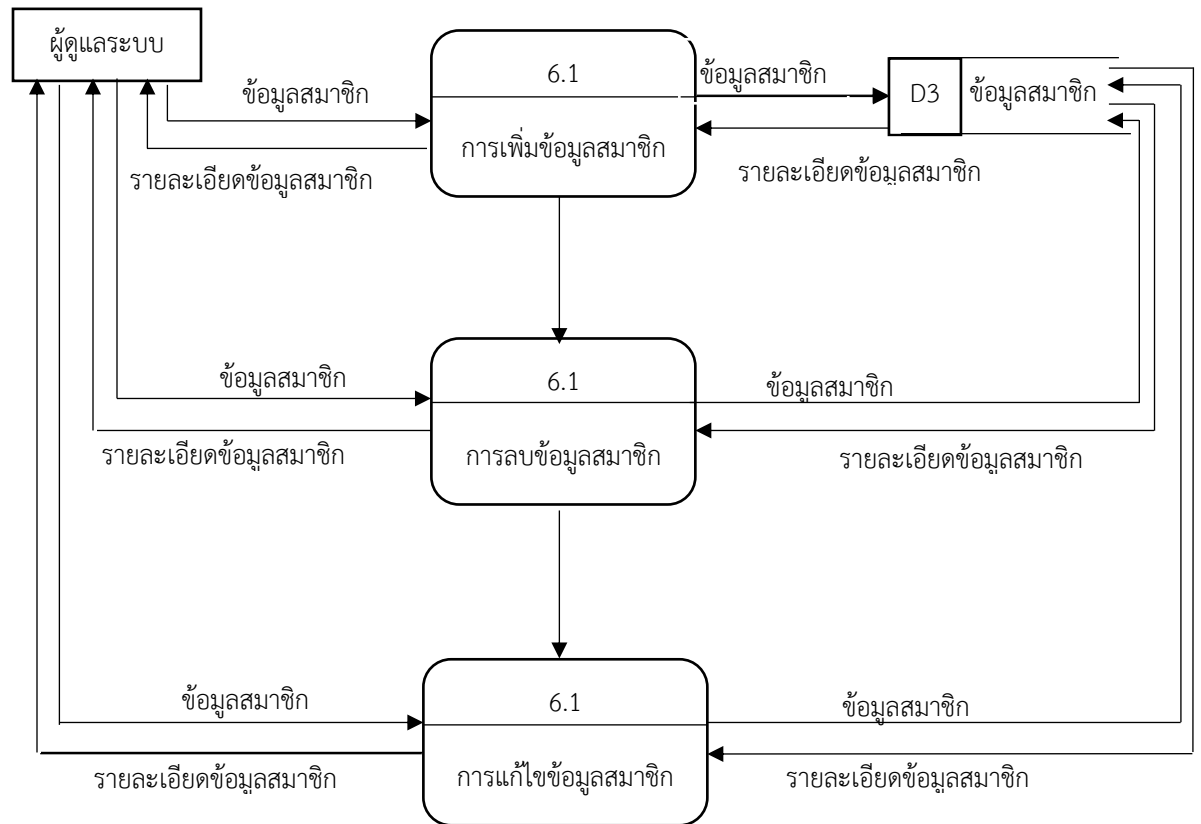 ผู้ดูแลระบบ
ข้อมูลสมาชิก
รายละเอียดข้อมูลสมาชิก
6.1
การเพิ่มข้อมูลสมาชิก
ข้อมูลสมาชิก
รายละเอียดข้อมูลสมาชิก
D3 ข้อมูลสมาชิก
ข้อมูลสมาชิก
รายละเอียดข้อมูลสมาชิก
6.1
การลบข้อมูลสมาชิก
ข้อมูลสมาชิก
รายละเอียดข้อมูลสมาชิก
ข้อมูลสมาชิก
รายละเอียดข้อมูลสมาชิก
6.1
การแก้ไขข้อมูลสมาชิก
ข้อมูลสมาชิก
รายละเอียดข้อมูลสมาชิก